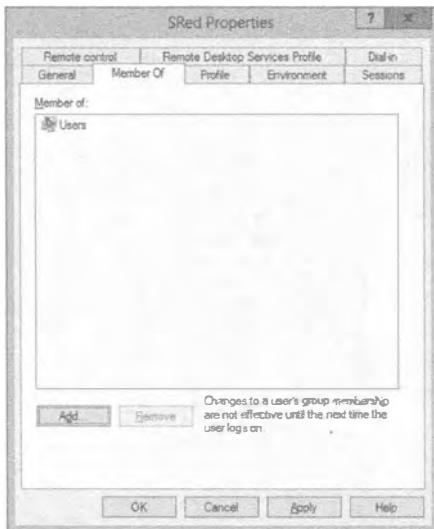 SRed Properties
?
Remote control
Remote Desktop Services Profile
Dial-in
General
Member Of
Profile
Environment
Sessions
Member of:
Users
Add...
Remove
Changes to a user's group membership
are not effective until the next time the
user logs on.
OK
Cancel
Apply
Help